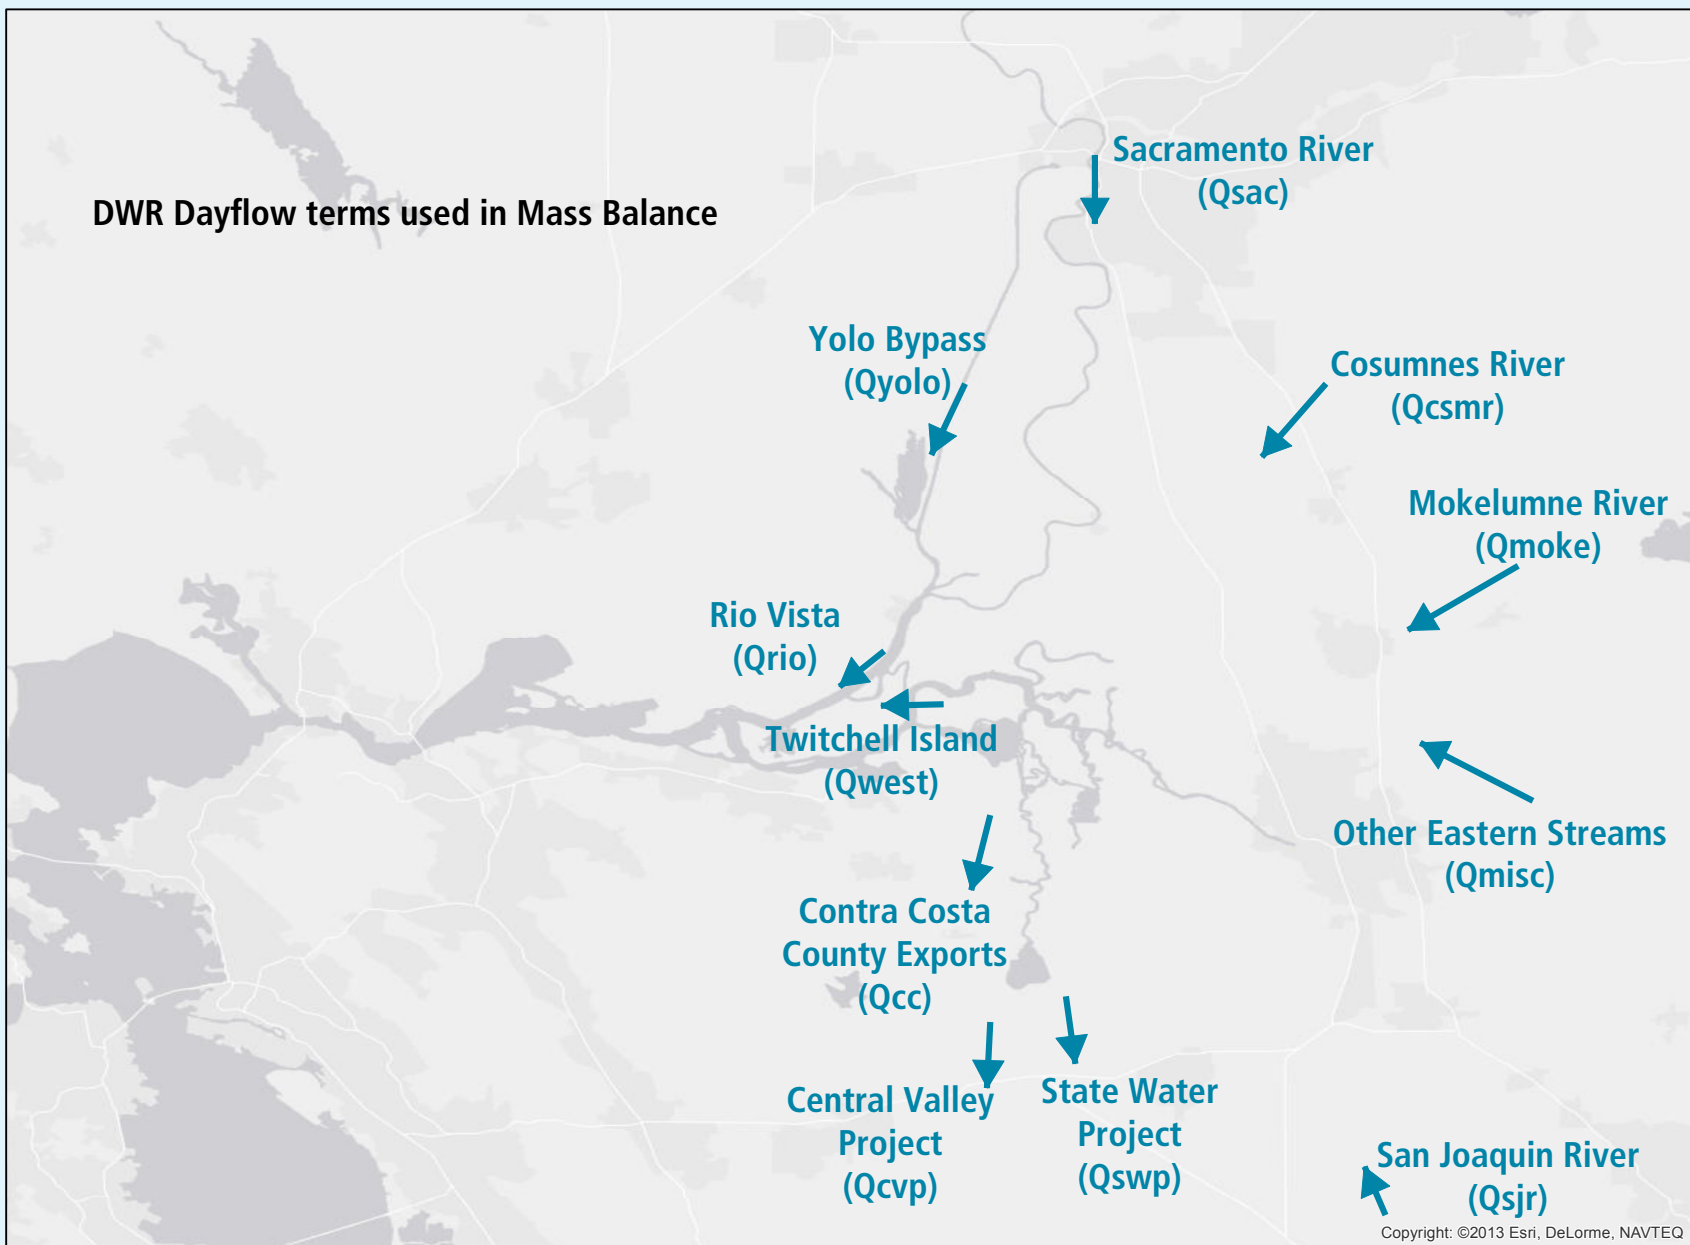 DWR Dayflow terms used in Mass Balance
Sacramento River
(Qsac)
Yolo Bypass
(Qyolo)
Cosumnes River
(Qcsmr)
Mokelumne River
(Qmoke)
Rio Vista
(Qrio)
Twitchell Island
(Qwest)
Other Eastern Streams
(Qmisc)
Contra Costa
County Exports
(Qcc)
Central Valley
Project
(Qcvp)
State Water
Project
(Qswp)
San Joaquin River
(Qsjr)
Copyright: ©2013 Esri, DeLorme, NAVTEQ